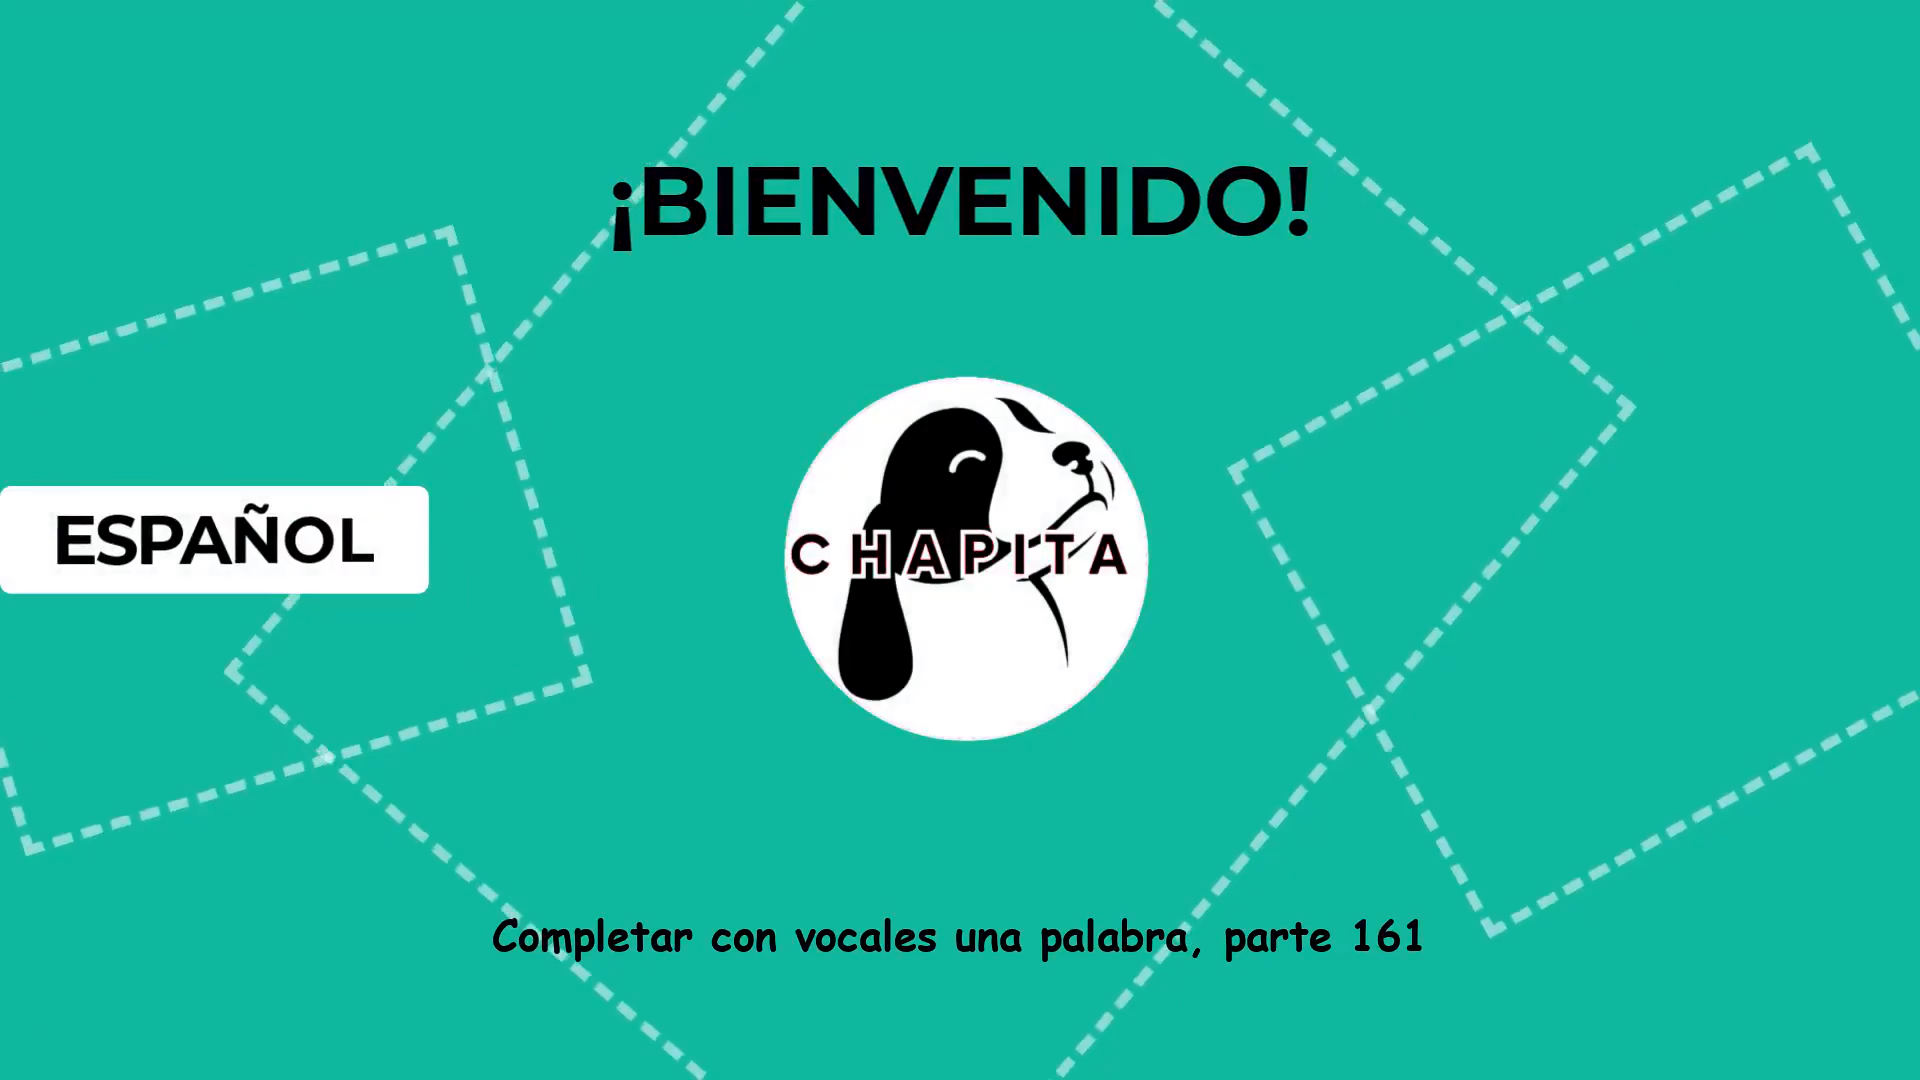 ¡BIENVENIDO!
ESPAÑOL
CHAPITA
Completar con vocales una palabra, parte 161